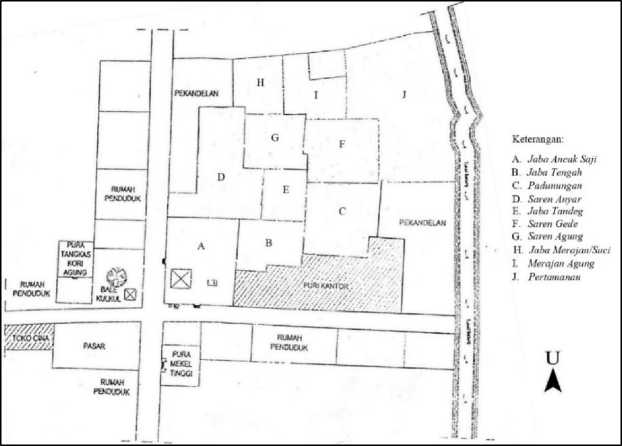 PEKANDELAN
H
I
J
G
F
D
E
C
RUMAH
PENDUDUK
PEKANDELAN
A
B
PURA
TANGKAS
KORI
AGUNG
BALE
KULKUL
RUMAH
PENDUDUK
PURI KANTOR
TOKO CINA
PASAR
RUMAH
PENDUDUK
PURA
MEKEL
TINGGI
RUMAH
PENDUDUK
Keterangan:
A. Jaba Ancak Saji
B. Jaba Tengah
C. Padunungan
D. Saren Anyar
E. Jaba Tandeg
F. Saren Gede
G. Saren Agung
H. Jaba Merajan/Suci
I. Merajan Agung
J. Pertamanan
U